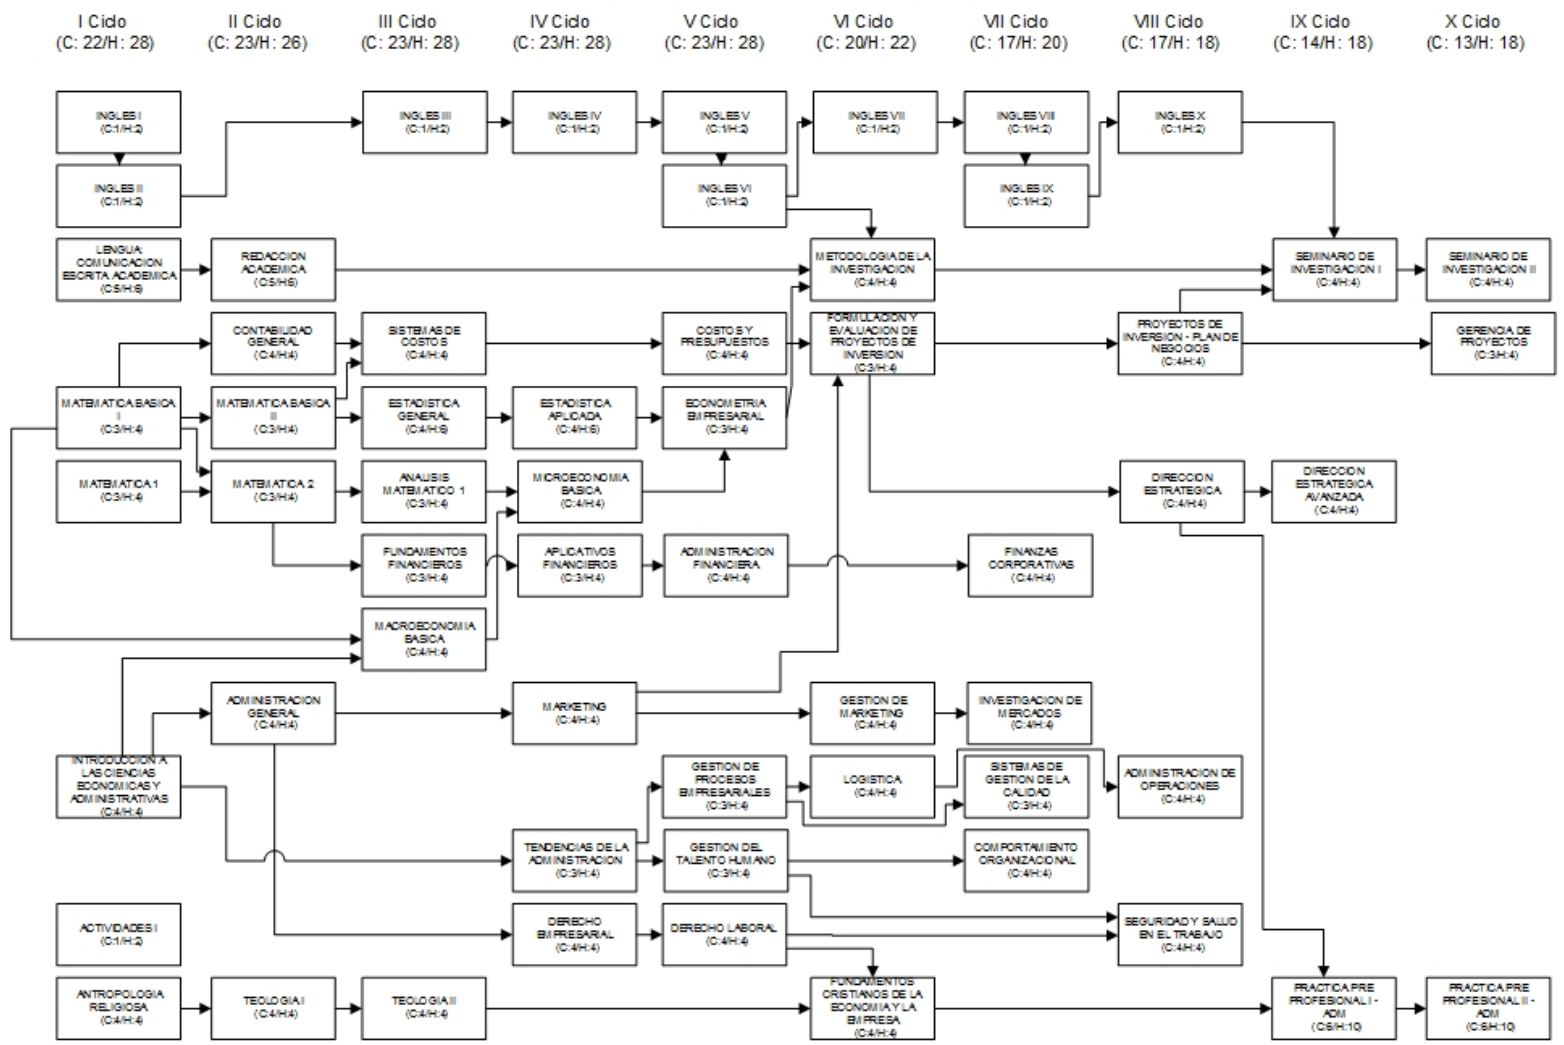 I Ciclo
(C: 22/H: 28)
II Ciclo
(C: 23/H: 26)
III Ciclo
(C: 23/H: 28)
IV Ciclo
(C: 23/H: 28)
V Ciclo
(C: 23/H: 28)
VI Ciclo
(C: 20/H: 22)
VII Ciclo
(C: 17/H: 20)
VIII Ciclo
(C: 17/H: 18)
IX Ciclo
(C: 14/H: 18)
X Ciclo
(C: 13/H: 18)
INGLES I
(C:1/H:2)
INGLES III
(C:1/H:2)
INGLES IV
(C:1/H:2)
INGLES V
(C:1/H:2)
INGLES VII
(C:1/H:2)
INGLES VIII
(C:1/H:2)
INGLES X
(C:1/H:2)
INGLES II
(C:1/H:2)
INGLES VI
(C:1/H:2)
INGLES IX
(C:1/H:2)
LENGUA:
COMUNICACION
ESCRITA ACADEMICA
(C:5/H:6)
REDACCION
ACADEMICA
(C:5/H:6)
METODOLOGIA DE LA
INVESTIGACION
(C:4/H:4)
SEMINARIO DE
INVESTIGACION I
(C:4/H:4)
SEMINARIO DE
INVESTIGACION II
(C:4/H:4)
CONTABILIDAD
GENERAL
(C:4/H:4)
SISTEMAS DE
COSTOS
(C:4/H:4)
COSTOS Y
PRESUPUESTOS
(C:4/H:4)
FORMULACION Y
EVALUACION DE
PROYECTOS DE
INVERSION
(C:3/H:4)
PROYECTOS DE
INVERSION - PLAN DE
NEGOCIOS
(C:4/H:4)
GERENCIA DE
PROYECTOS
(C:3/H:4)
MATEMATICA BASICA
I
(C:3/H:4)
MATEMATICA BASICA
II
(C:3/H:4)
ESTADISTICA
GENERAL
(C:4/H:6)
ESTADISTICA
APLICADA
(C:4/H:6)
ECONOMETRIA
EMPRESARIAL
(C:3/H:4)
MATEMATICA 1
(C:3/H:4)
MATEMATICA 2
(C:3/H:4)
ANALISIS
MATEMATICO 1
(C:3/H:4)
MICROECONOMIA
BASICA
(C:4/H:4)
DIRECCION
ESTRATEGICA
(C:4/H:4)
DIRECCION
ESTRATEGICA
AVANZADA
(C:4/H:4)
FUNDAMENTOS
FINANCIEROS
(C:3/H:4)
APLICATIVOS
FINANCIEROS
(C:3/H:4)
ADMINISTRACION
FINANCIERA
(C:4/H:4)
FINANZAS
CORPORATIVAS
(C:4/H:4)
MACROECONOMIA
BASICA
(C:4/H:4)
ADMINISTRACION
GENERAL
(C:4/H:4)
MARKETING
(C:4/H:4)
GESTION DE
MARKETING
(C:4/H:4)
INVESTIGACION DE
MERCADOS
(C:4/H:4)
INTRODUCCION A
LAS CIENCIAS
ECONOMICAS Y
ADMINISTRATIVAS
(C:4/H:4)
GESTION DE
PROCESOS
EMPRESARIALES
(C:3/H:4)
LOGISTICA
(C:4/H:4)
SISTEMAS DE
GESTION DE LA
CALIDAD
(C:3/H:4)
ADMINISTRACION DE
OPERACIONES
(C:4/H:4)
TENDENCIAS DE LA
ADMINISTRACION
(C:3/H:4)
GESTION DEL
TALENTO HUMANO
(C:3/H:4)
COMPORTAMIENTO
ORGANIZACIONAL
(C:4/H:4)
ACTIVIDADES I
(C:1/H:2)
DERECHO
EMPRESARIAL
(C:4/H:4)
DERECHO LABORAL
(C:4/H:4)
SEGURIDAD Y SALUD
EN EL TRABAJO
(C:4/H:4)
ANTROPOLOGIA
RELIGIOSA
(C:4/H:4)
TEOLOGIA I
(C:4/H:4)
TEOLOGIA II
(C:4/H:4)
FUNDAMENTOS
CRISTIANOS DE LA
ECONOMIA Y LA
EMPRESA
(C:4/H:4)
PRACTICA PRE
PROFESIONAL I -
ADM
(C:6/H:10)
PRACTICA PRE
PROFESIONAL II -
ADM
(C:6/H:10)